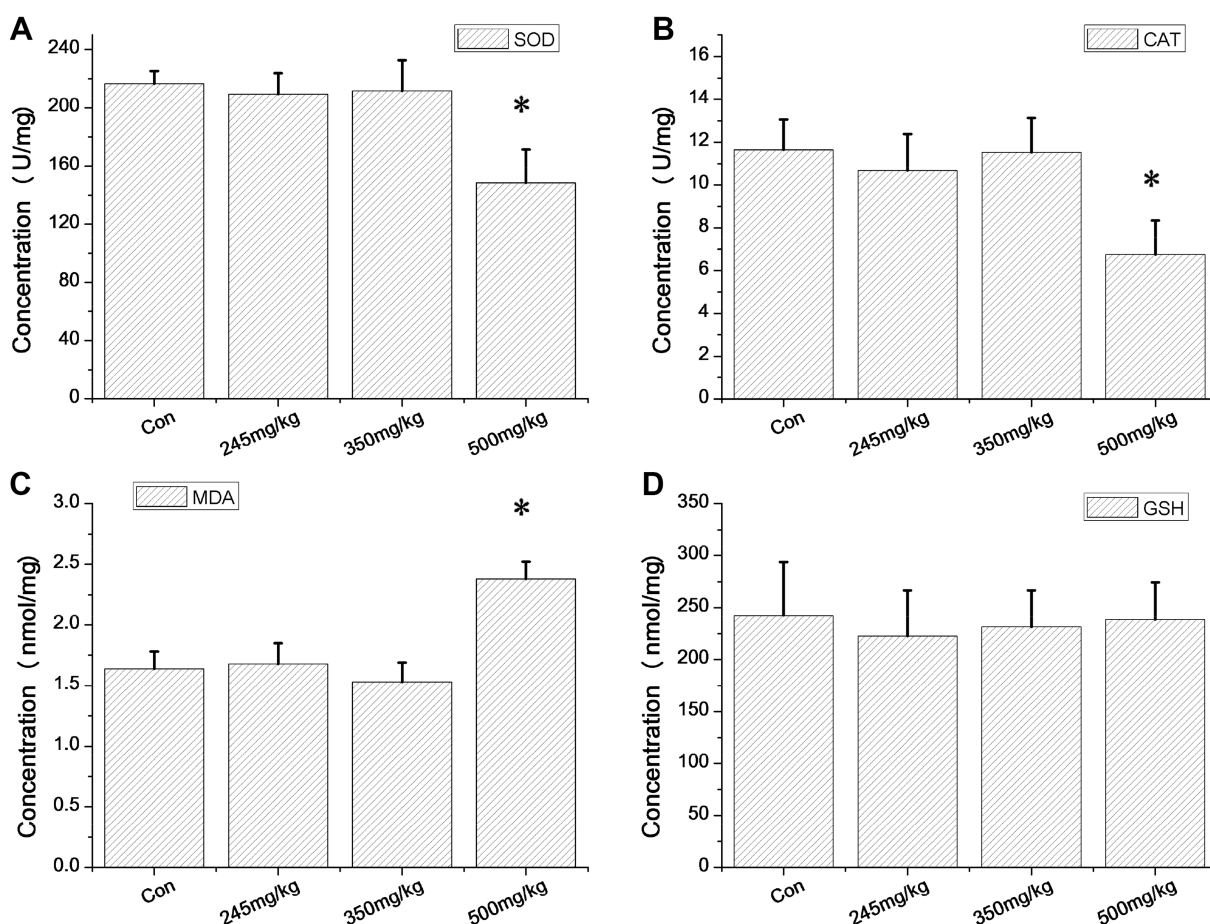 A
SOD
Concentration ( U/mg)
240
200
160
120
80
40
0
Con
245mg/kg
350mg/kg
500mg/kg
*
B
CAT
Concentration ( U/mg)
16
14
12
10
8
6
4
2
0
Con
245mg/kg
350mg/kg
500mg/kg
*
C
MDA
Concentration ( nmol/mg)
3.0
2.5
2.0
1.5
1.0
0.5
0.0
Con
245mg/kg
350mg/kg
500mg/kg
*
D
GSH
Concentration ( nmol/mg)
350
300
250
200
150
100
50
0
Con
245mg/kg
350mg/kg
500mg/kg